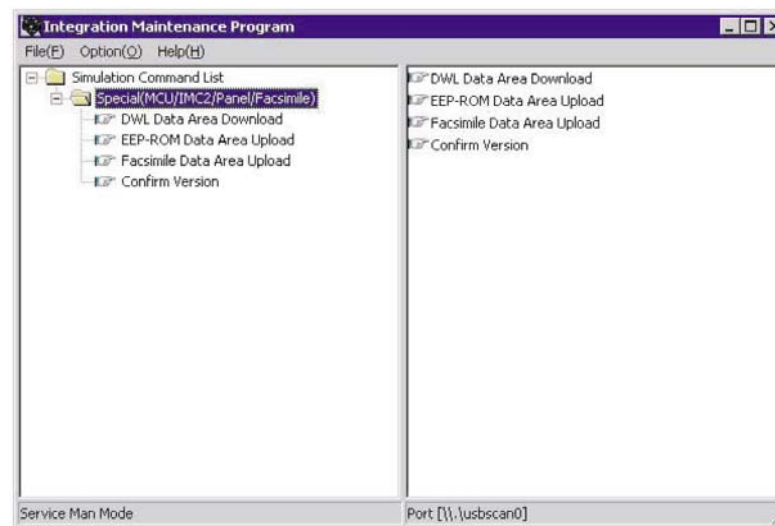 Integration Maintenance Program
File(F) Option(O) Help(H)
Simulation Command List
Special(MCU/IMC2/Panel/Facsimile)
DWL Data Area Download
EEP-ROM Data Area Upload
Facsimile Data Area Upload
Confirm Version
DWL Data Area Download
EEP-ROM Data Area Upload
Facsimile Data Area Upload
Confirm Version
Service Man Mode
Port [\\.\usbscan0]